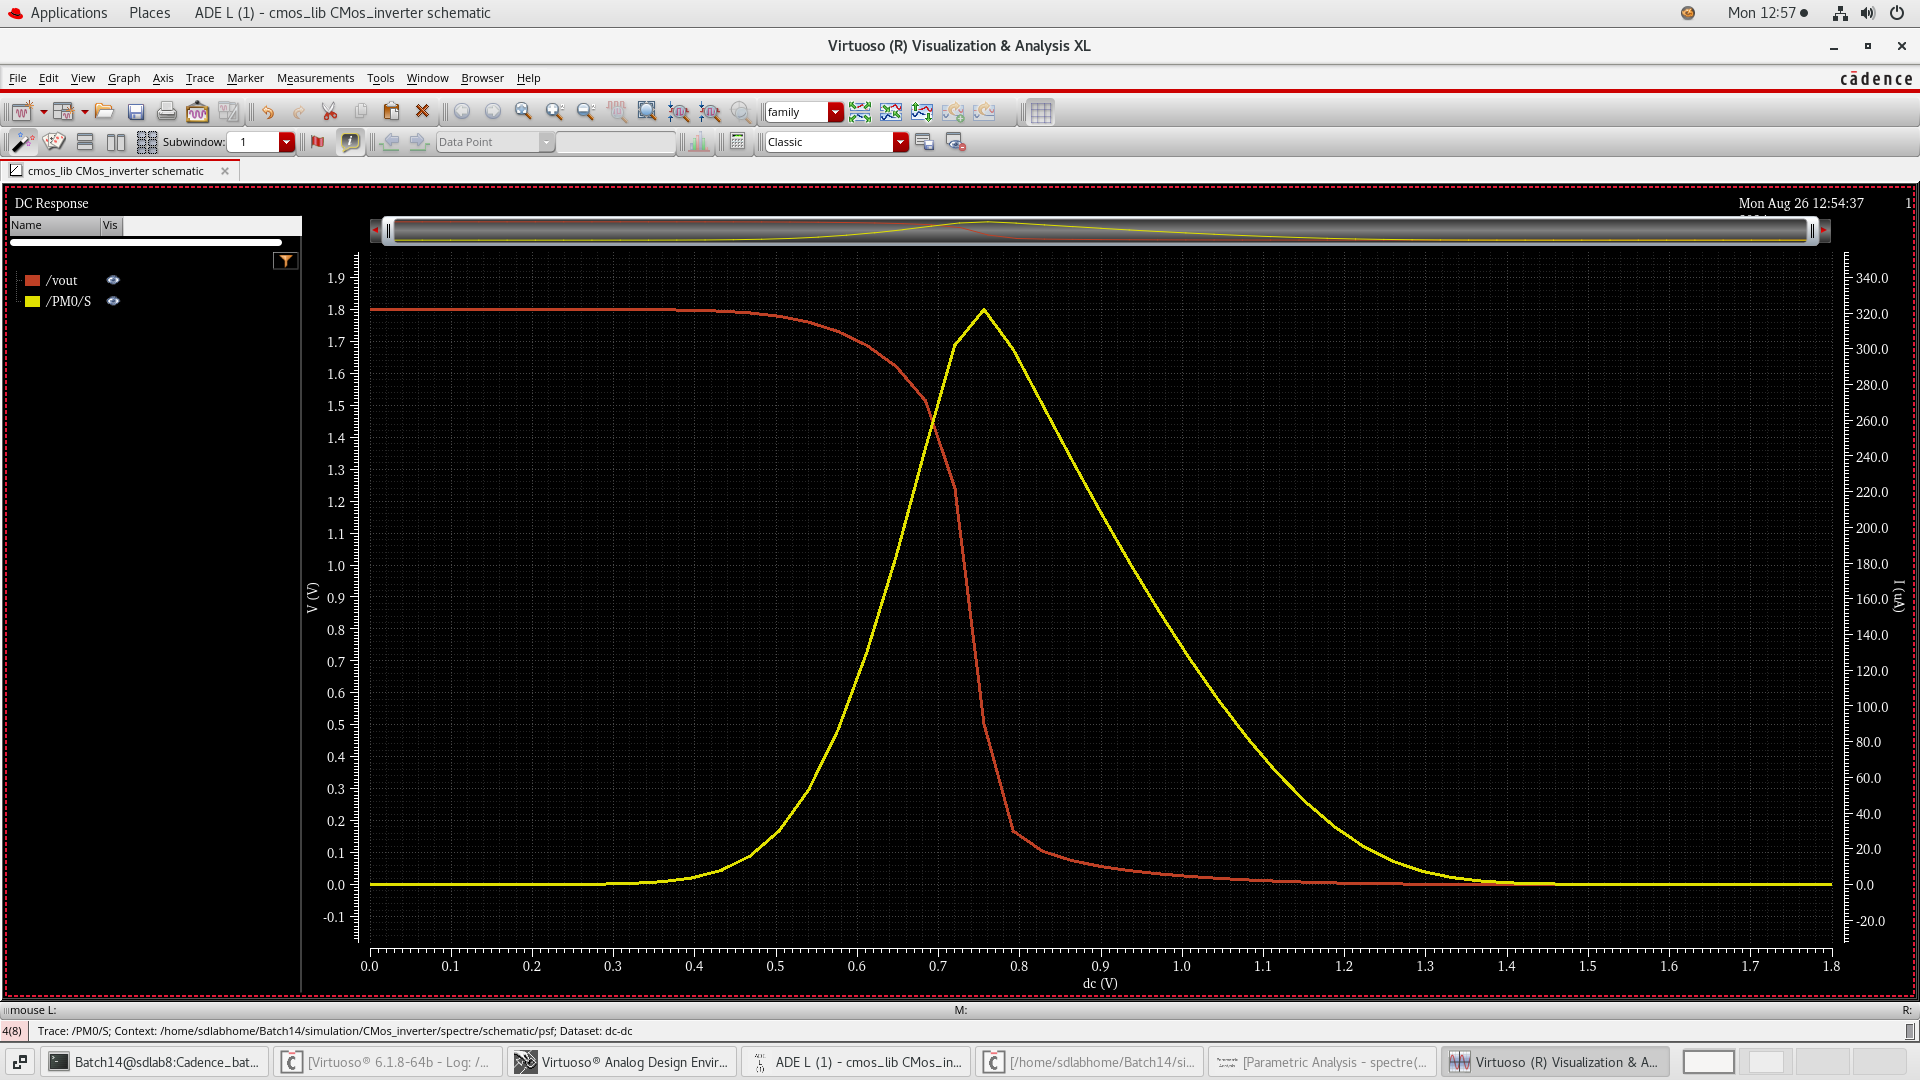 Applications Places ADE L (1) - cmos_lib CMos_inverter schematic Mon 12:57
Virtuoso (R) Visualization & Analysis XL
File Edit View Graph Axis Trace Marker Measurements Tools Options Window Browser Help cādence
family
Subwindow: 1 Data Point Classic
cmos_lib CMos_inverter schematic
DC Response Mon Aug 26 12:54:37 1
Name Vis
/vout
/PM0/S
1.9
1.8
1.7
1.6
1.5
1.4
1.3
1.2
1.1
1.0
0.9
0.8
0.7
0.6
0.5
0.4
0.3
0.2
0.1
0.0
-0.1
V (V)
340.0
320.0
300.0
280.0
260.0
240.0
220.0
200.0
180.0
160.0
140.0
120.0
100.0
80.0
60.0
40.0
20.0
0.0
-20.0
I (uA)
0.0 0.1 0.2 0.3 0.4 0.5 0.6 0.7 0.8 0.9 1.0 1.1 1.2 1.3 1.4 1.5 1.6 1.7 1.8
dc (V)
mouse L: M: R:
4(8) Trace: /PM0/S; Context: /home/sdlabhome/Batch14/simulation/CMos_inverter/spectre/schematic/psf; Dataset: dc-dc
Batch14@sdlab8:Cadence_bat... [Virtuoso® 6.1.8-64b - Log: /... Virtuoso® Analog Design Envir... ADE L (1) - cmos_lib CMos_in... [/home/sdlabhome/Batch14/si... [Parametric Analysis - spectre(... Virtuoso (R) Visualization & A...